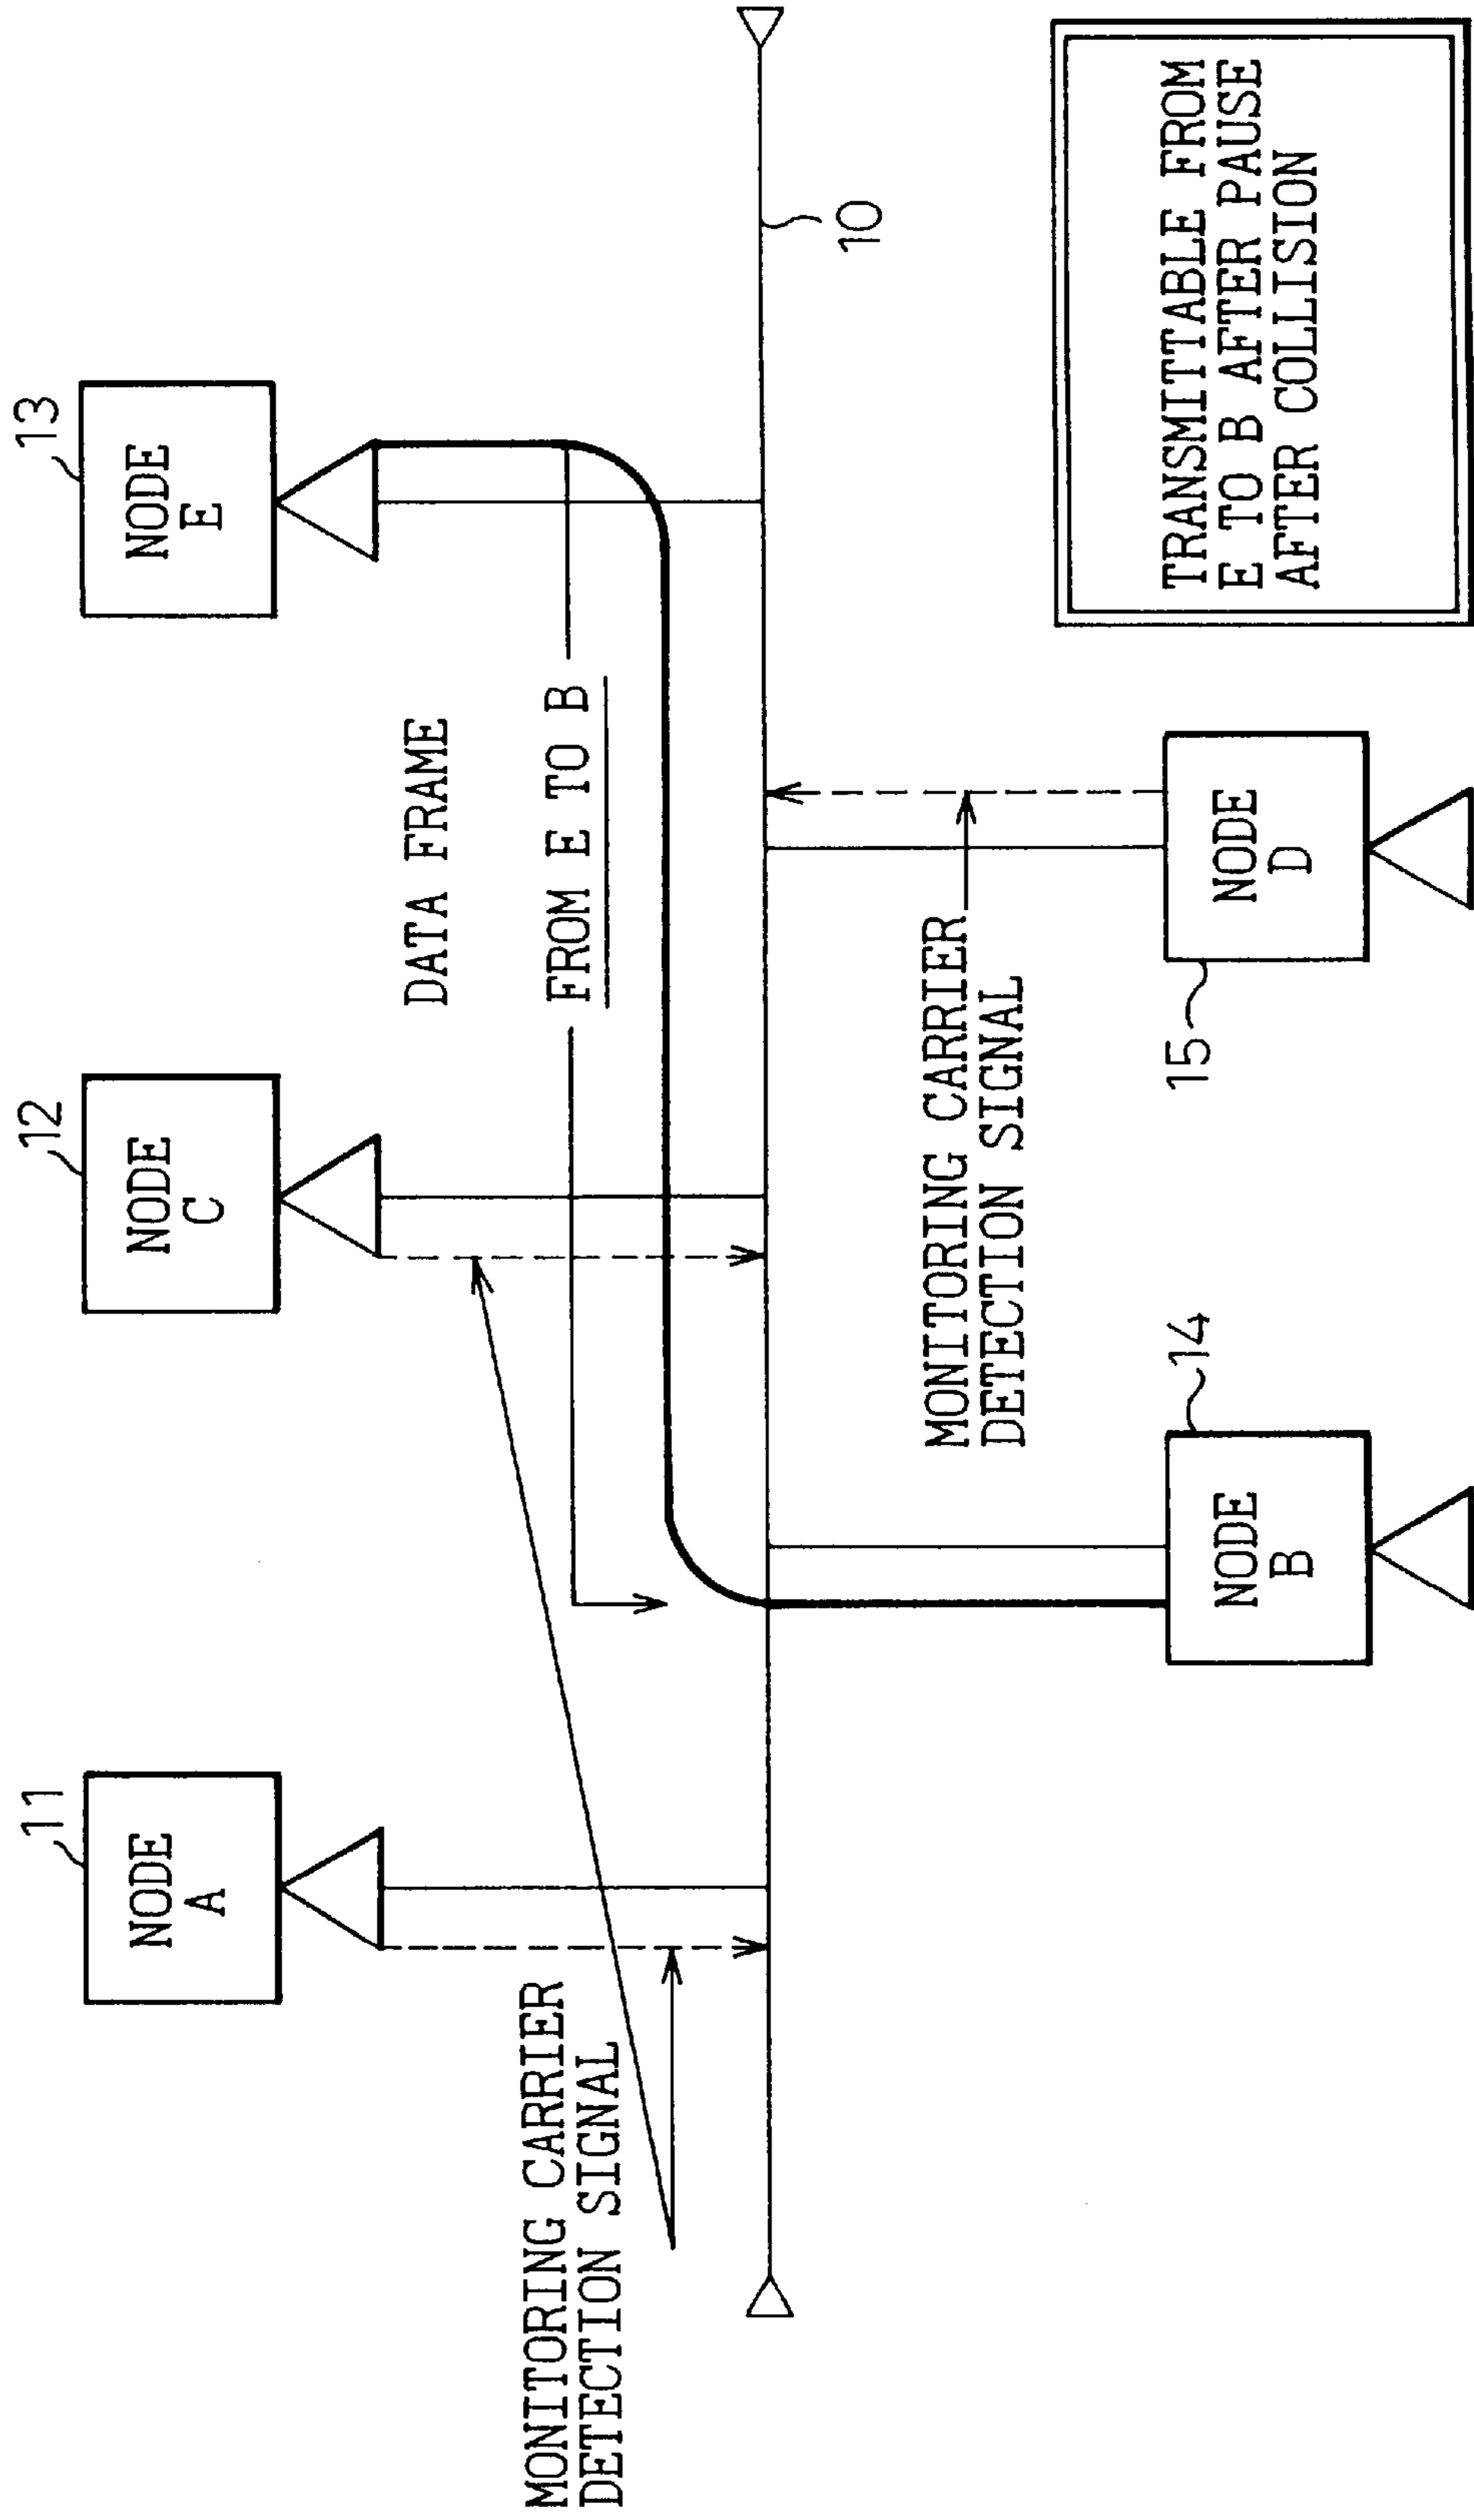 11
NODE
A
12
NODE
C
13
NODE
E
MONITORING CARRIER
DETECTION SIGNAL
DATA FRAME
FROM E TO B
10
MONITORING CARRIER
DETECTION SIGNAL
14
NODE
B
15
NODE
D
TRANSMITTABLE FROM
E TO B AFTER PAUSE
AFTER COLLISION